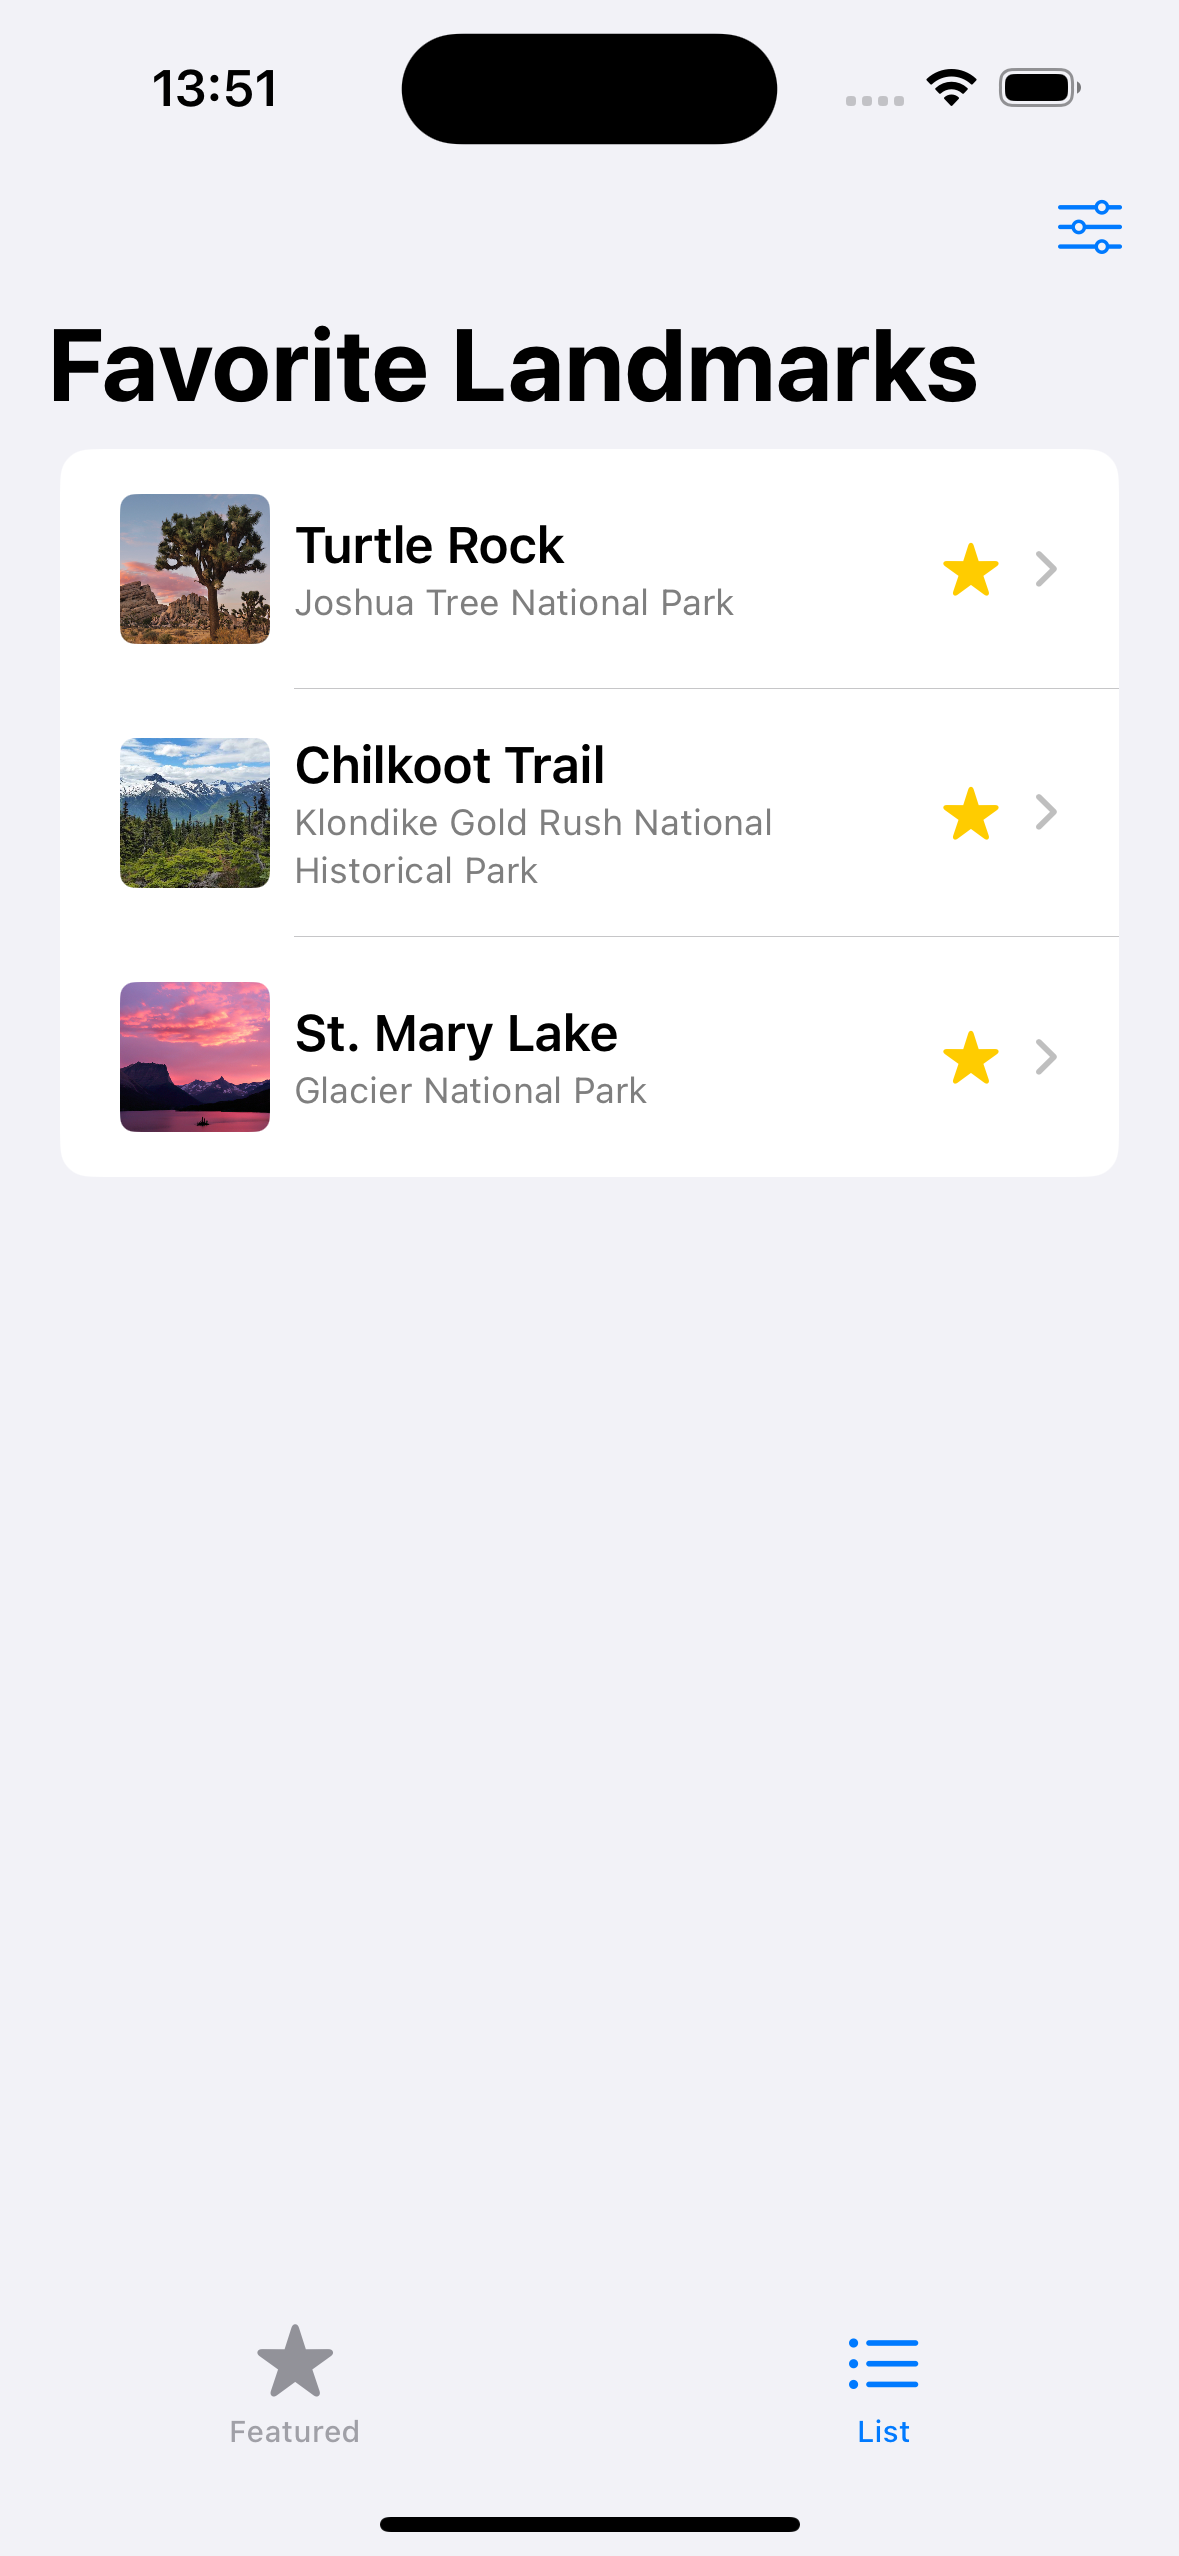 13:51
Favorite Landmarks
Turtle Rock
Joshua Tree National Park
Chilkoot Trail
Klondike Gold Rush National
Historical Park
St. Mary Lake
Glacier National Park
Featured
List